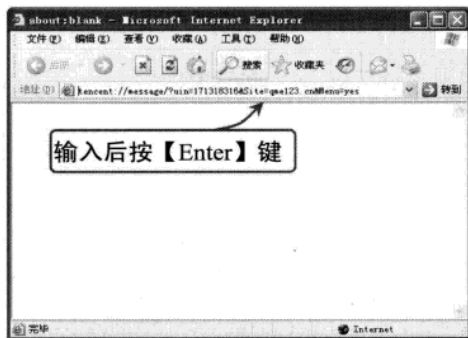 about:blank - Microsoft Internet Explorer
文件(F) 编辑(E) 查看(V) 收藏(A) 工具(T) 帮助(H)
后退 搜索 收藏夹
地址(D) tencent://message/?uin=171318316&Site=qme123.cn&Menu=yes 转到
输入后按【Enter】键
完毕 Internet